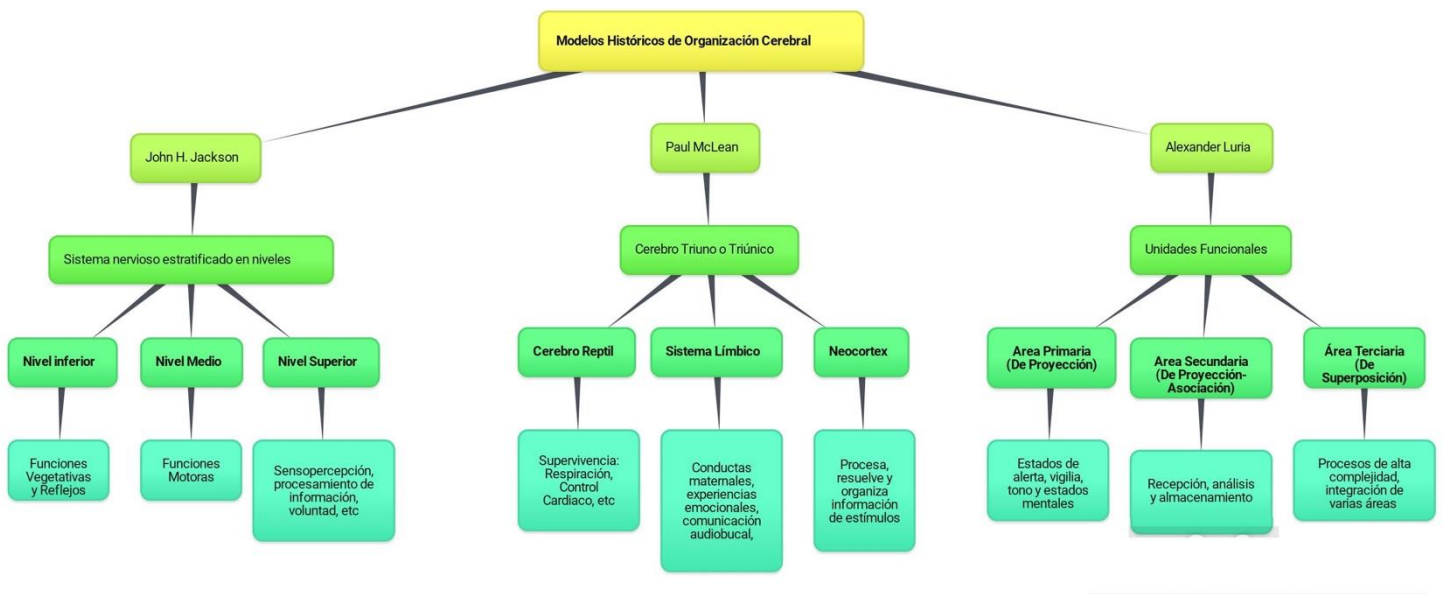 Modelos Históricos de Organización Cerebral
John H. Jackson
Paul McLean
Alexander Luria
Sistema nervioso estratificado en niveles
Cerebro Triuno o Triúnico
Unidades Funcionales
Nivel inferior
Nivel Medio
Nivel Superior
Cerebro Reptil
Sistema Límbico
Neocortex
Area Primaria
(De Proyección)
Area Secundaria
(De Proyección-
Asociación)
Área Terciaria
(De
Superposición)
Funciones
Vegetativas
y Reflejos
Funciones
Motoras
Sensopercepción,
procesamiento de
información,
voluntad, etc
Supervivencia:
Respiración,
Control
Cardiaco, etc
Conductas
maternales,
experiencias
emocionales,
comunicación
audiobucal,
Procesa,
resuelve y
organiza
información
de estímulos
Estados de
alerta, vigilia,
tono y estados
mentales
Recepción, análisis
y almacenamiento
Procesos de alta
complejidad,
integración de
varias áreas